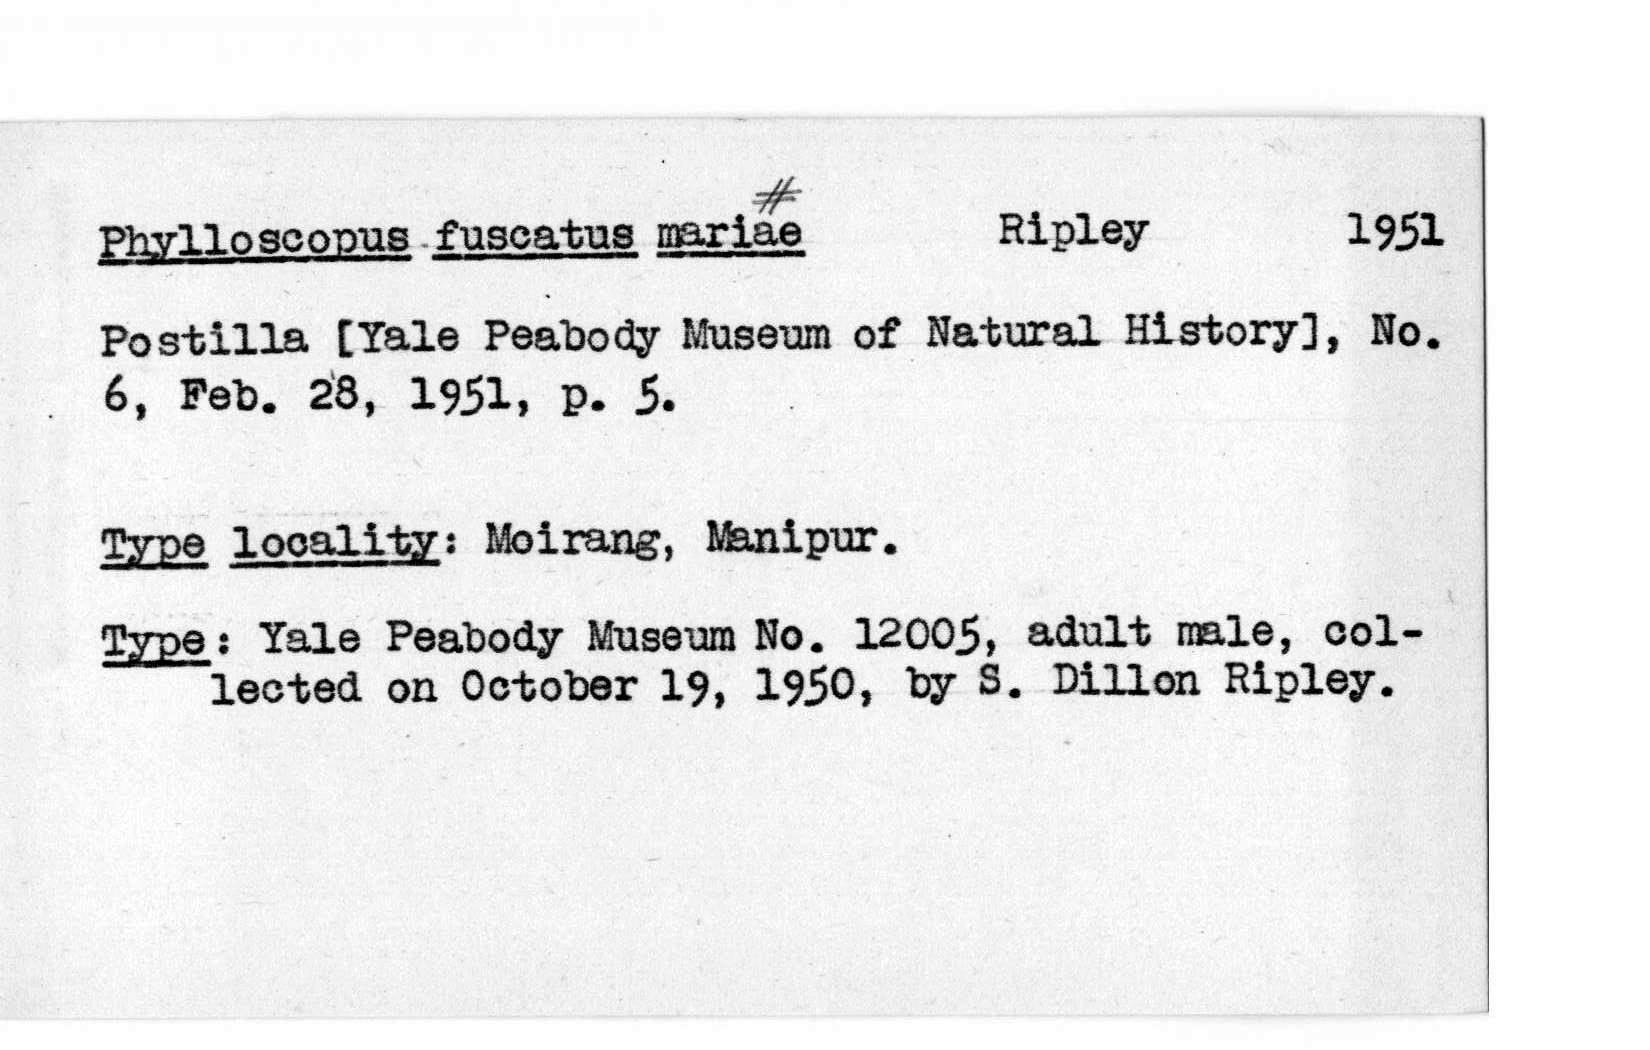 #
Phylloscopus fuscatus mariae Ripley 1951
Postilla [Yale Peabody Museum of Natural History], No.
6, Feb. 28, 1951, p. 5.
Type locality: Moirang, Manipur.
Type: Yale Peabody Museum No. 12005, adult male, col-
lected on October 19, 1950, by S. Dillon Ripley.